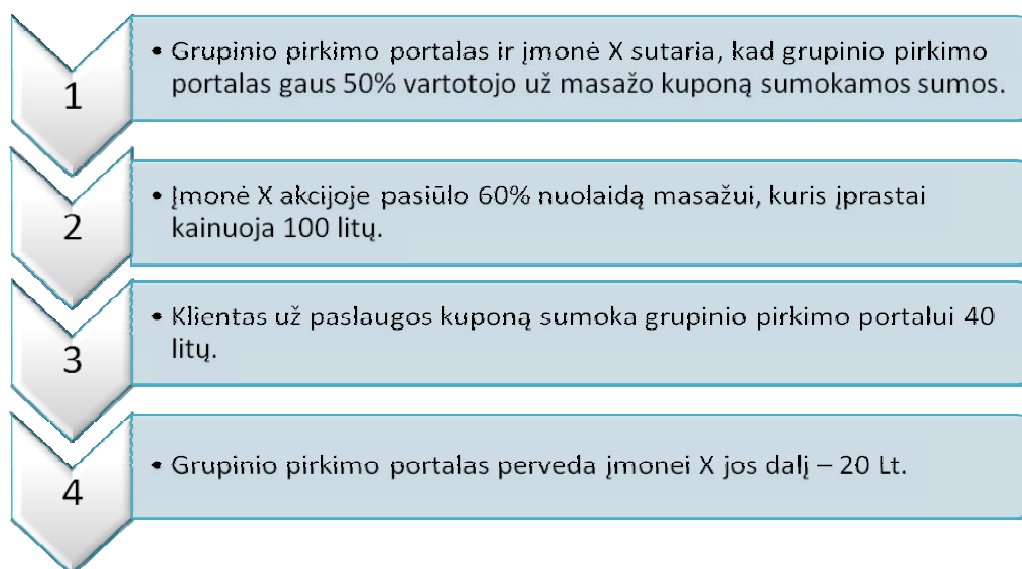 1
• Grupinio pirkimo portalas ir įmonė X sutaria, kad grupinio pirkimo
portalas gaus 50% vartotojo už masažo kuponą sumokamos sumos.
2
• Įmonė X akcijoje pasiūlo 60% nuolaidą masažui, kuris įprastai
kainuoja 100 litų.
3
• Klientas už paslaugos kuponą sumoka grupinio pirkimo portalui 40
litų.
4
• Grupinio pirkimo portalas perveda įmonei X jos dalį – 20 Lt.